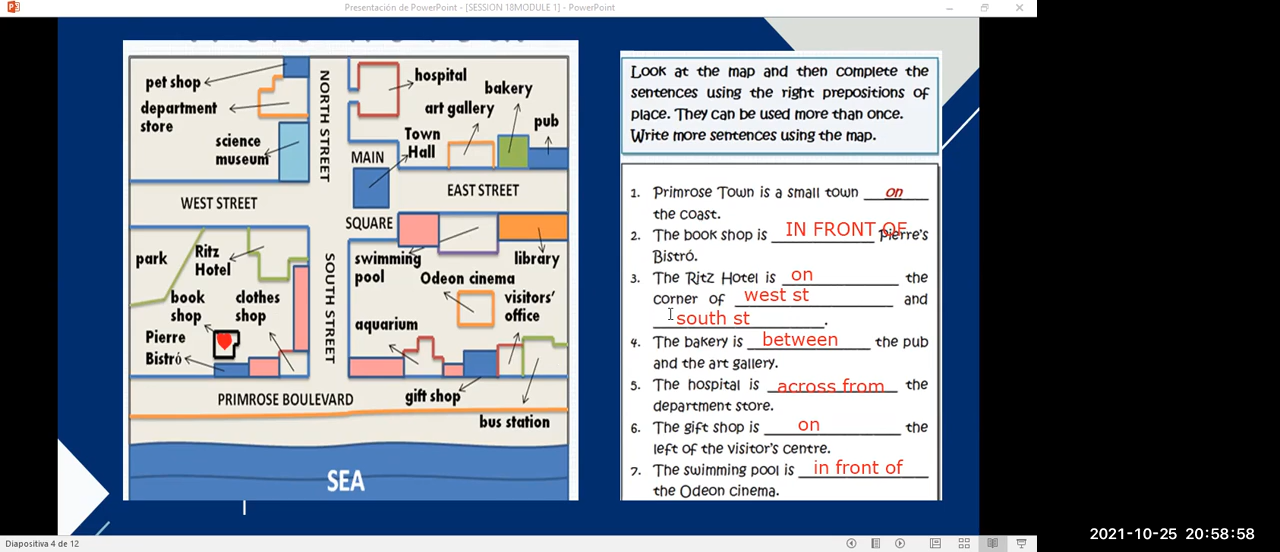 Presentación de PowerPoint - [SESSION 18MODULE 1] - PowerPoint
pet shop
department
store
science
museum
NORTH STREET
hospital
bakery
art gallery
pub
Town
Hall
MAIN
EAST STREET
WEST STREET
SQUARE
park
Ritz
Hotel
SOUTH STREET
swimming
pool
library
Odeon cinema
visitors'
office
book
shop
clothes
shop
aquarium
Pierre
Bistró
PRIMROSE BOULEVARD
gift shop
bus station
SEA
Look at the map and then complete the
sentences using the right prepositions of
place. They can be used more than once.
Write more sentences using the map.
1. Primrose Town is a small town on
the coast.
2. The book shop is IN FRONT OF Pierre's
Bistró.
3. The Ritz Hotel is on the
corner of west st and
south st.
4. The bakery is between the pub
and the art gallery.
5. The hospital is across from the
department store.
6. The gift shop is on the
left of the visitor's centre.
7. The swimming pool is in front of
the Odeon cinema.
Diapositiva 4 de 12
2021-10-25 20:58:58